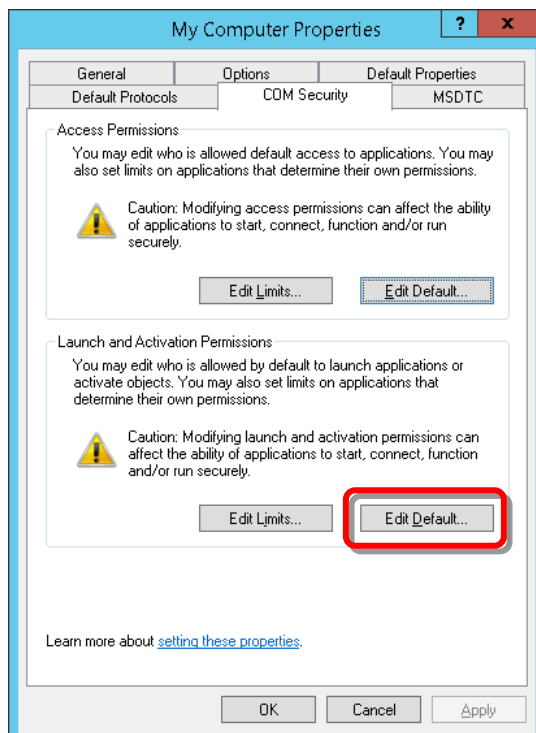 My Computer Properties
?
x
General Options Default Properties
Default Protocols COM Security MSDTC
Access Permissions
You may edit who is allowed default access to applications. You may
also set limits on applications that determine their own permissions.
Caution: Modifying access permissions can affect the ability
of applications to start, connect, function and/or run
securely.
Edit Limits... Edit Default...
Launch and Activation Permissions
You may edit who is allowed by default to launch applications or
activate objects. You may also set limits on applications that
determine their own permissions.
Caution: Modifying launch and activation permissions can
affect the ability of applications to start, connect, function
and/or run securely.
Edit Limits... Edit Default...
Learn more about setting these properties.
OK Cancel Apply